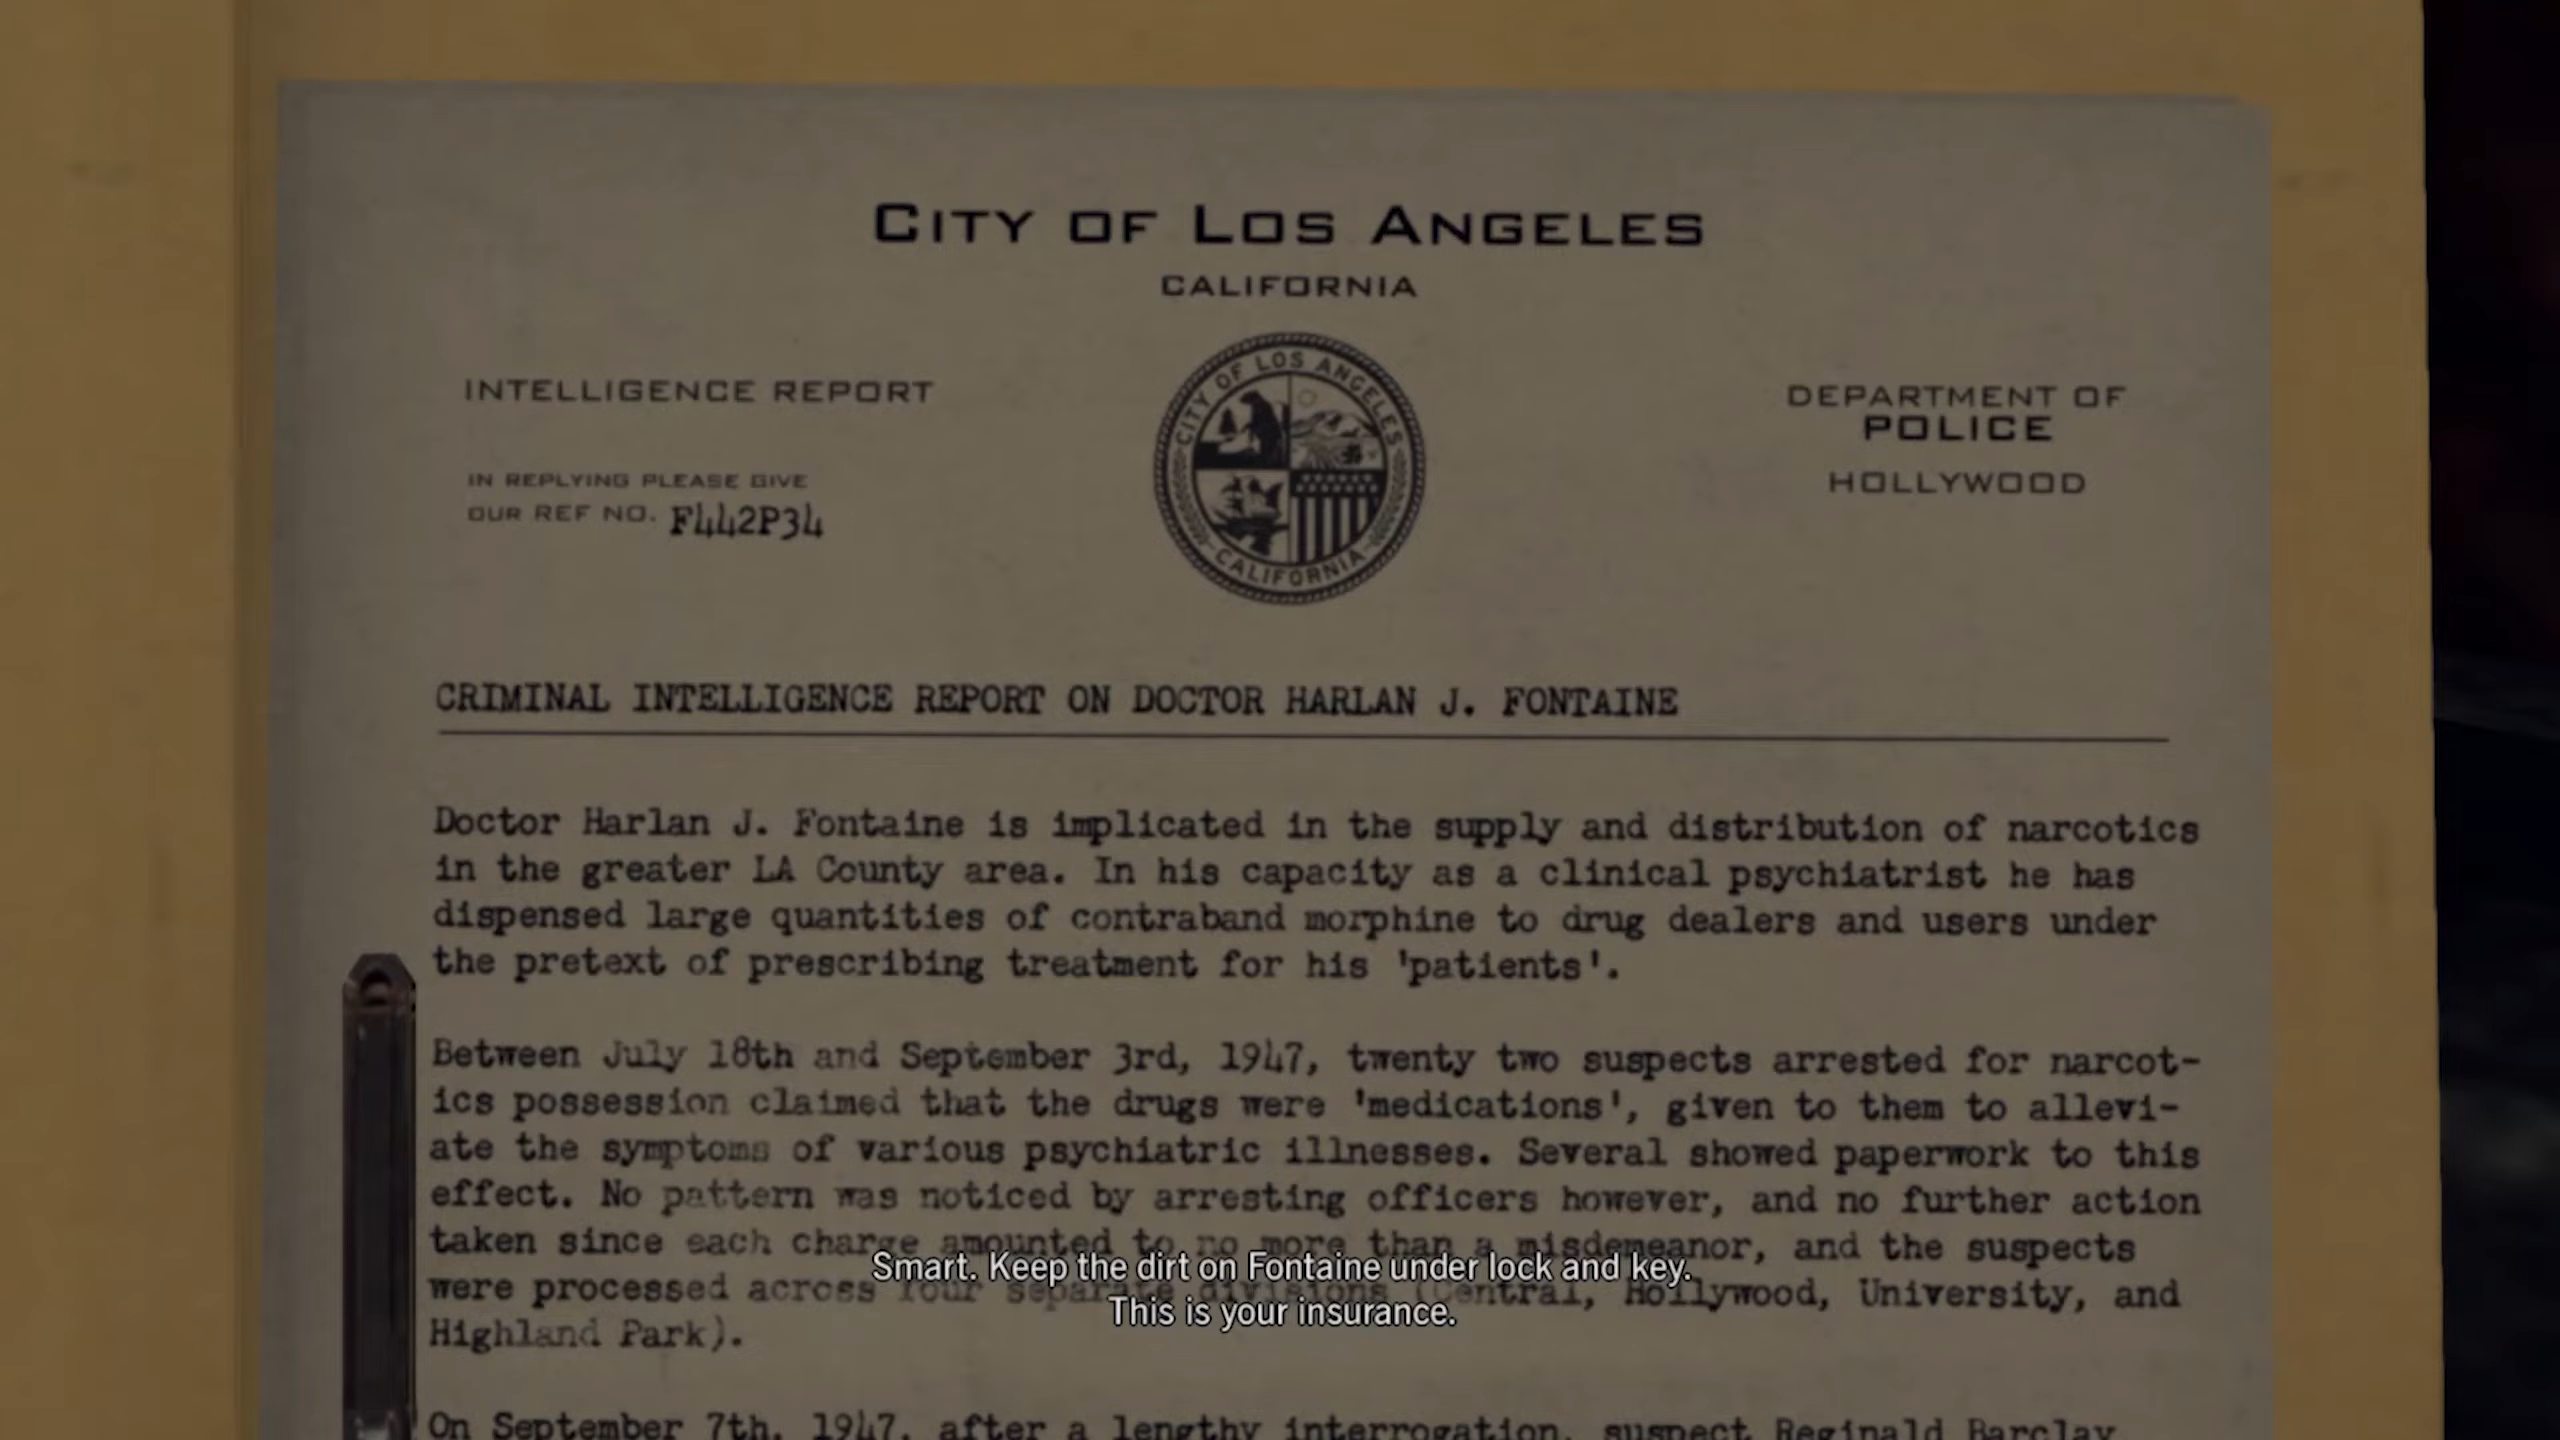 CITY OF LOS ANGELES
CALIFORNIA
INTELLIGENCE REPORT
IN REPLYING PLEASE GIVE
OUR REF NO. F442P34
CITY OF LOS ANGELES
CALIFORNIA
DEPARTMENT OF
POLICE
HOLLYWOOD
CRIMINAL INTELLIGENCE REPORT ON DOCTOR HARLAN J. FONTAINE
Doctor Harlan J. Fontaine is implicated in the supply and distribution of narcotics
in the greater LA County area. In his capacity as a clinical psychiatrist he has
dispensed large quantities of contraband morphine to drug dealers and users under
the pretext of prescribing treatment for his 'patients'.
Between July 18th and September 3rd, 1947, twenty two suspects arrested for narcot-
ics possession claimed that the drugs were 'medications', given to them to allevi-
ate the symptoms of various psychiatric illnesses. Several showed paperwork to this
effect. No pattern was noticed by arresting officers however, and no further action
taken since each charge amounted to no more than a misdemeanor, and the suspects
were processed across four separate divisions (Central, Hollywood, University, and
Highland Park).
On September 7th, 1947, after a lengthy interrogation, suspect Reginald Barclay
Smart. Keep the dirt on Fontaine under lock and key.
This is your insurance.